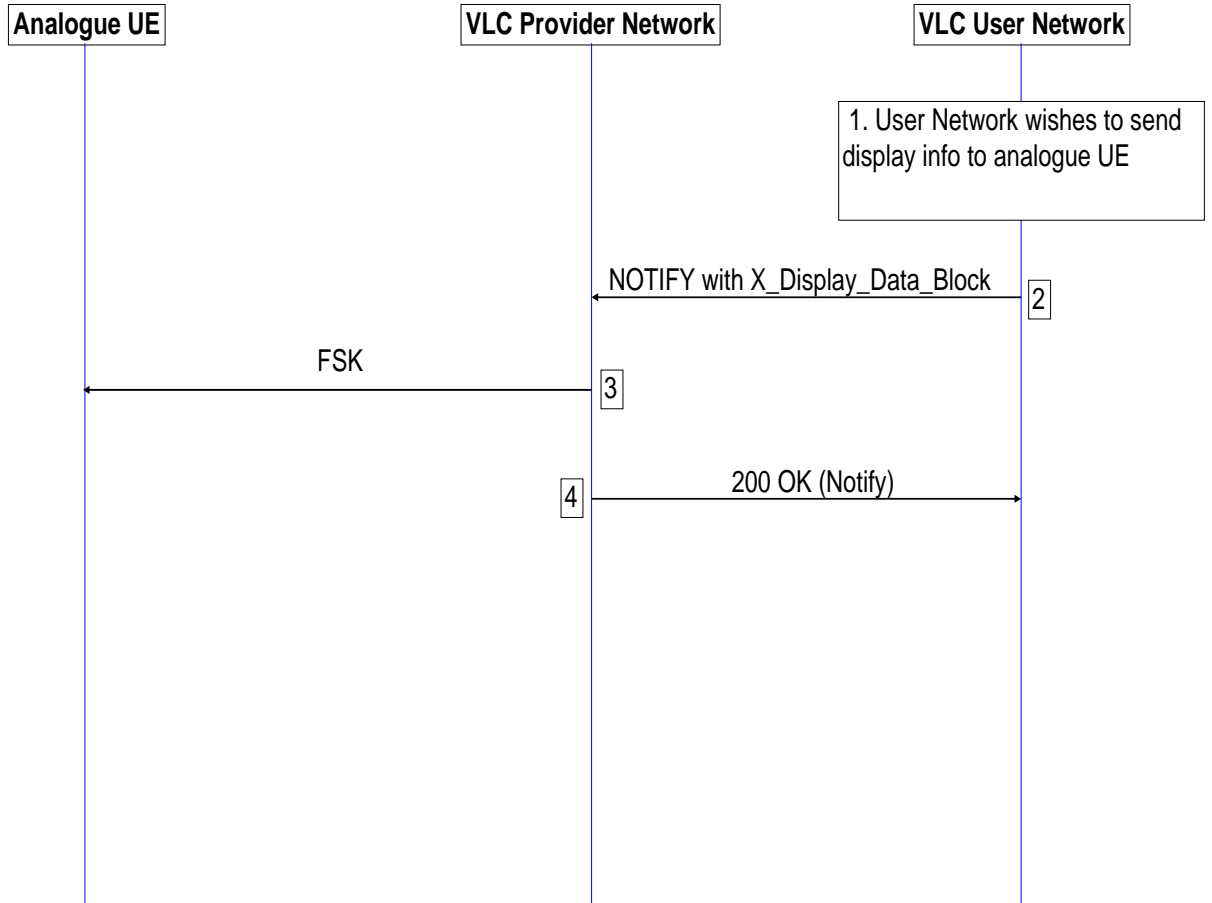 Analogue UE
VLC Provider Network
VLC User Network
1. User Network wishes to send
display info to analogue UE
NOTIFY with X_Display_Data_Block
2
FSK
3
4
200 OK (Notify)